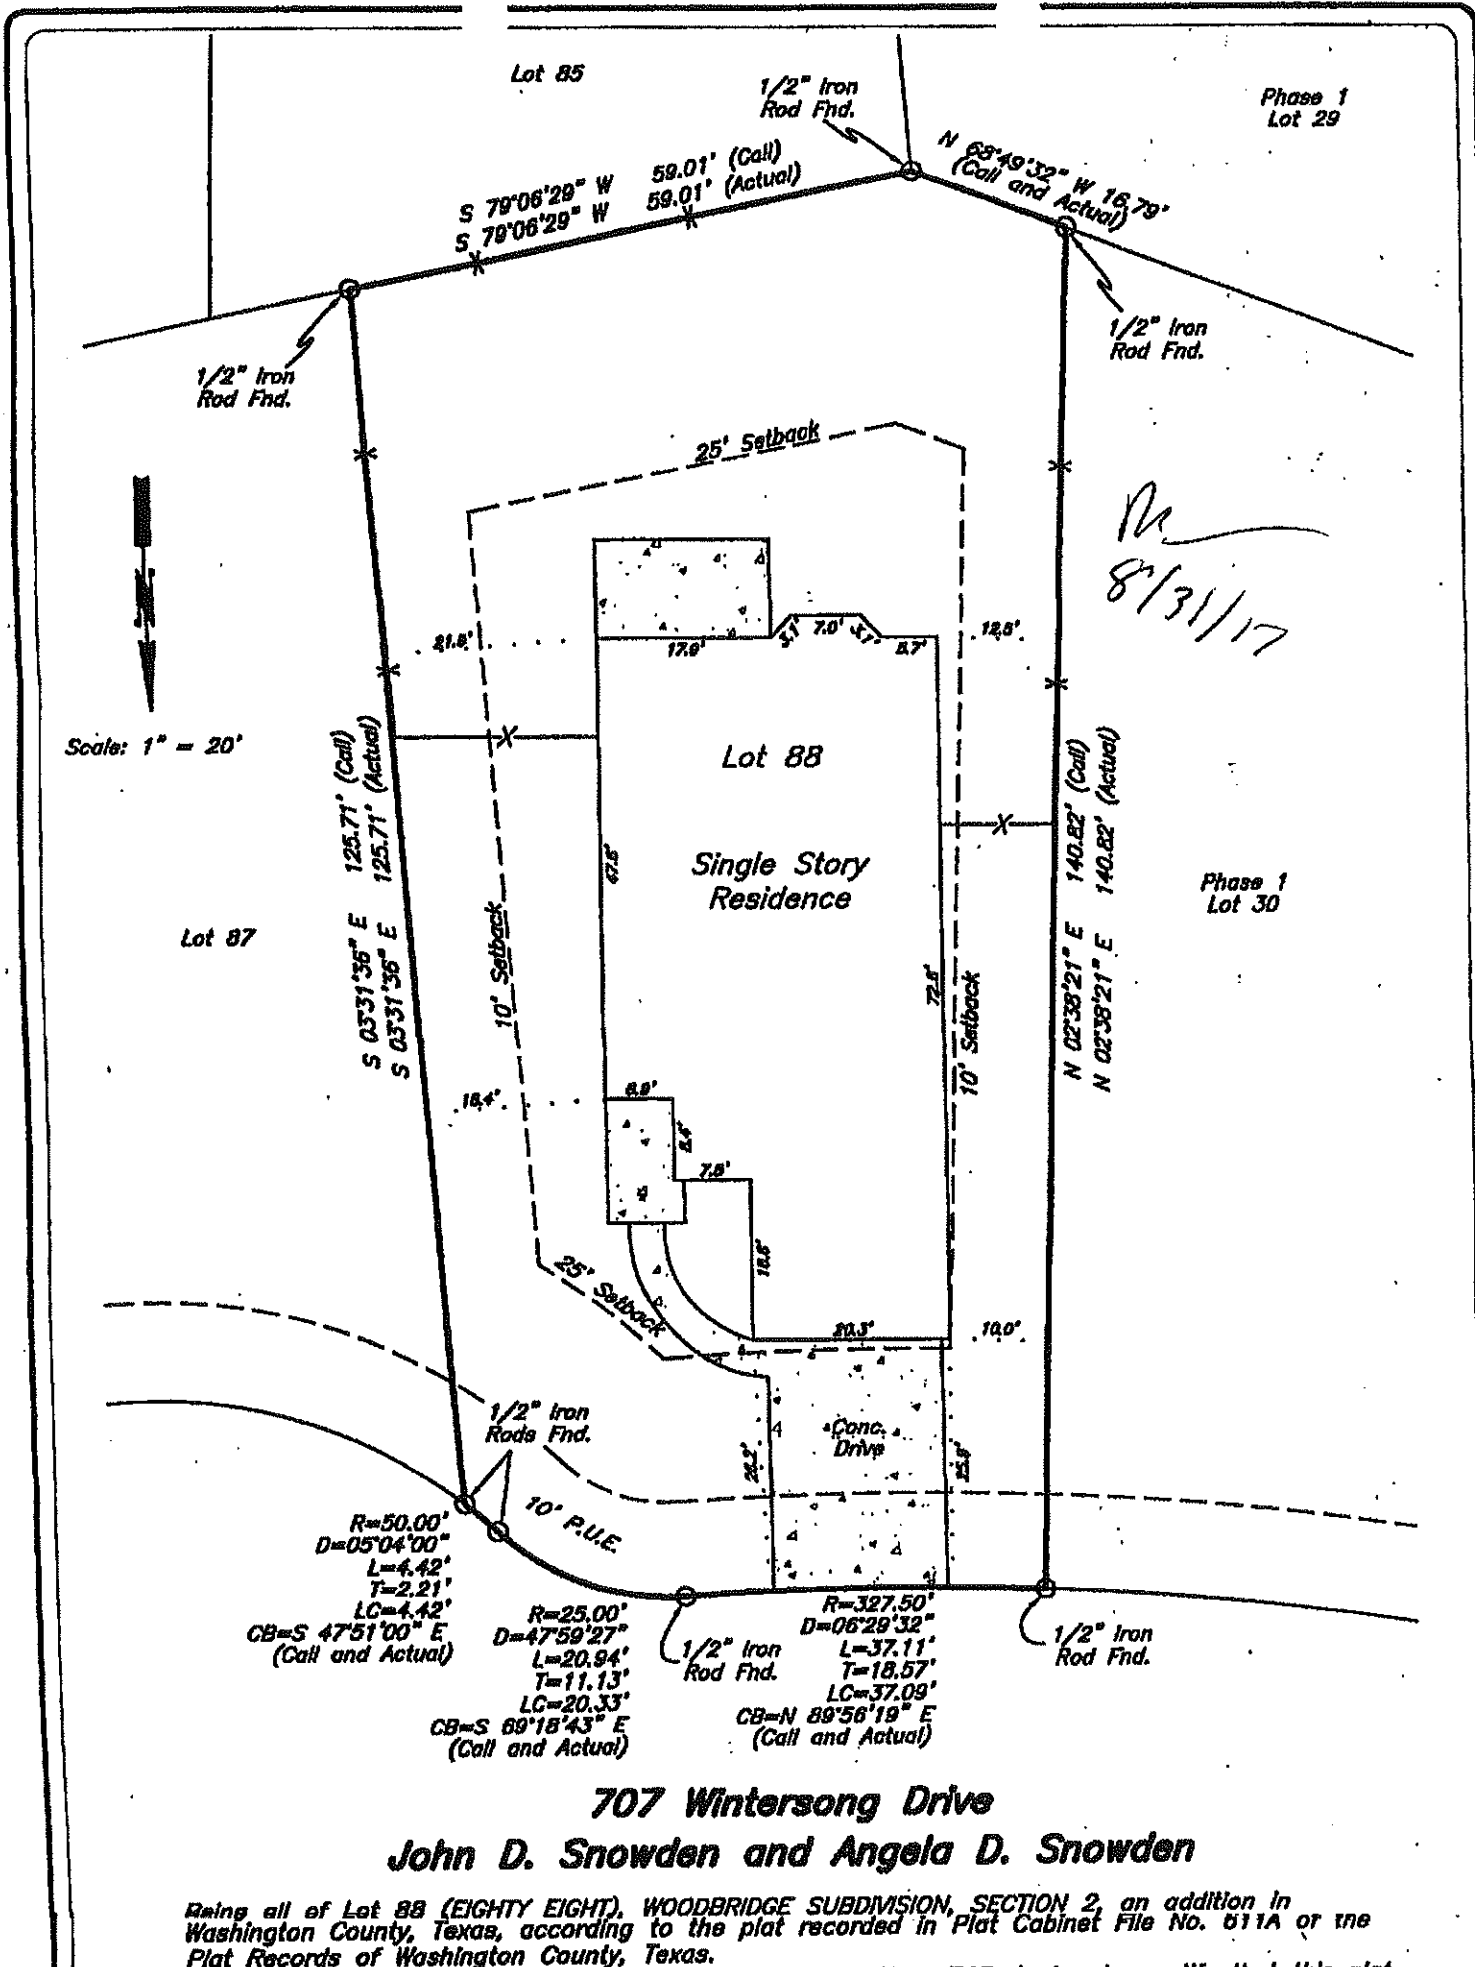 Lot 85
1/2" Iron
Rod Fnd.
Phase 1
Lot 29
N 68°49'32" W 16.79'
(Call and Actual)
S 79°06'29" W 59.01' (Call)
S 79°06'29" W 59.01' (Actual)
1/2" Iron
Rod Fnd.
1/2" Iron
Rod Fnd.
25' Setback
8/31/17
21.5'
17.9'
3.1'
7.0'
3.1'
5.7'
12.5'
Scale: 1" = 20'
Lot 88
Single Story
Residence
S 03°31'36" E 125.71' (Call)
S 03°31'36" E 125.71' (Actual)
N 02°38'21" E 140.82' (Call)
N 02°38'21" E 140.82' (Actual)
Lot 87
Phase 1
Lot 30
10' Setback
10' Setback
6.9'
7.5'
25' Setback
20.3'
10.0'
1/2" Iron
Rods Fnd.
Conc.
Drive
10' P.U.E.
R=50.00'
D=05°04'00"
L=4.42'
T=2.21'
LC=4.42'
CB=S 47°51'00" E
(Call and Actual)
R=25.00'
D=47°59'27"
L=20.94'
T=11.13'
LC=20.33'
CB=S 69°18'43" E
(Call and Actual)
1/2" Iron
Rod Fnd.
R=327.50'
D=06°29'32"
L=37.11'
T=18.57'
LC=37.09'
CB=N 89°56'19" E
(Call and Actual)
1/2" Iron
Rod Fnd.
707 Wintersong Drive
John D. Snowden and Angela D. Snowden
Being all of Lot 88 (EIGHTY EIGHT), WOODBRIDGE SUBDIVISION, SECTION 2, an addition in
Washington County, Texas, according to the plat recorded in Plat Cabinet File No. 611A of the
Plat Records of Washington County, Texas.